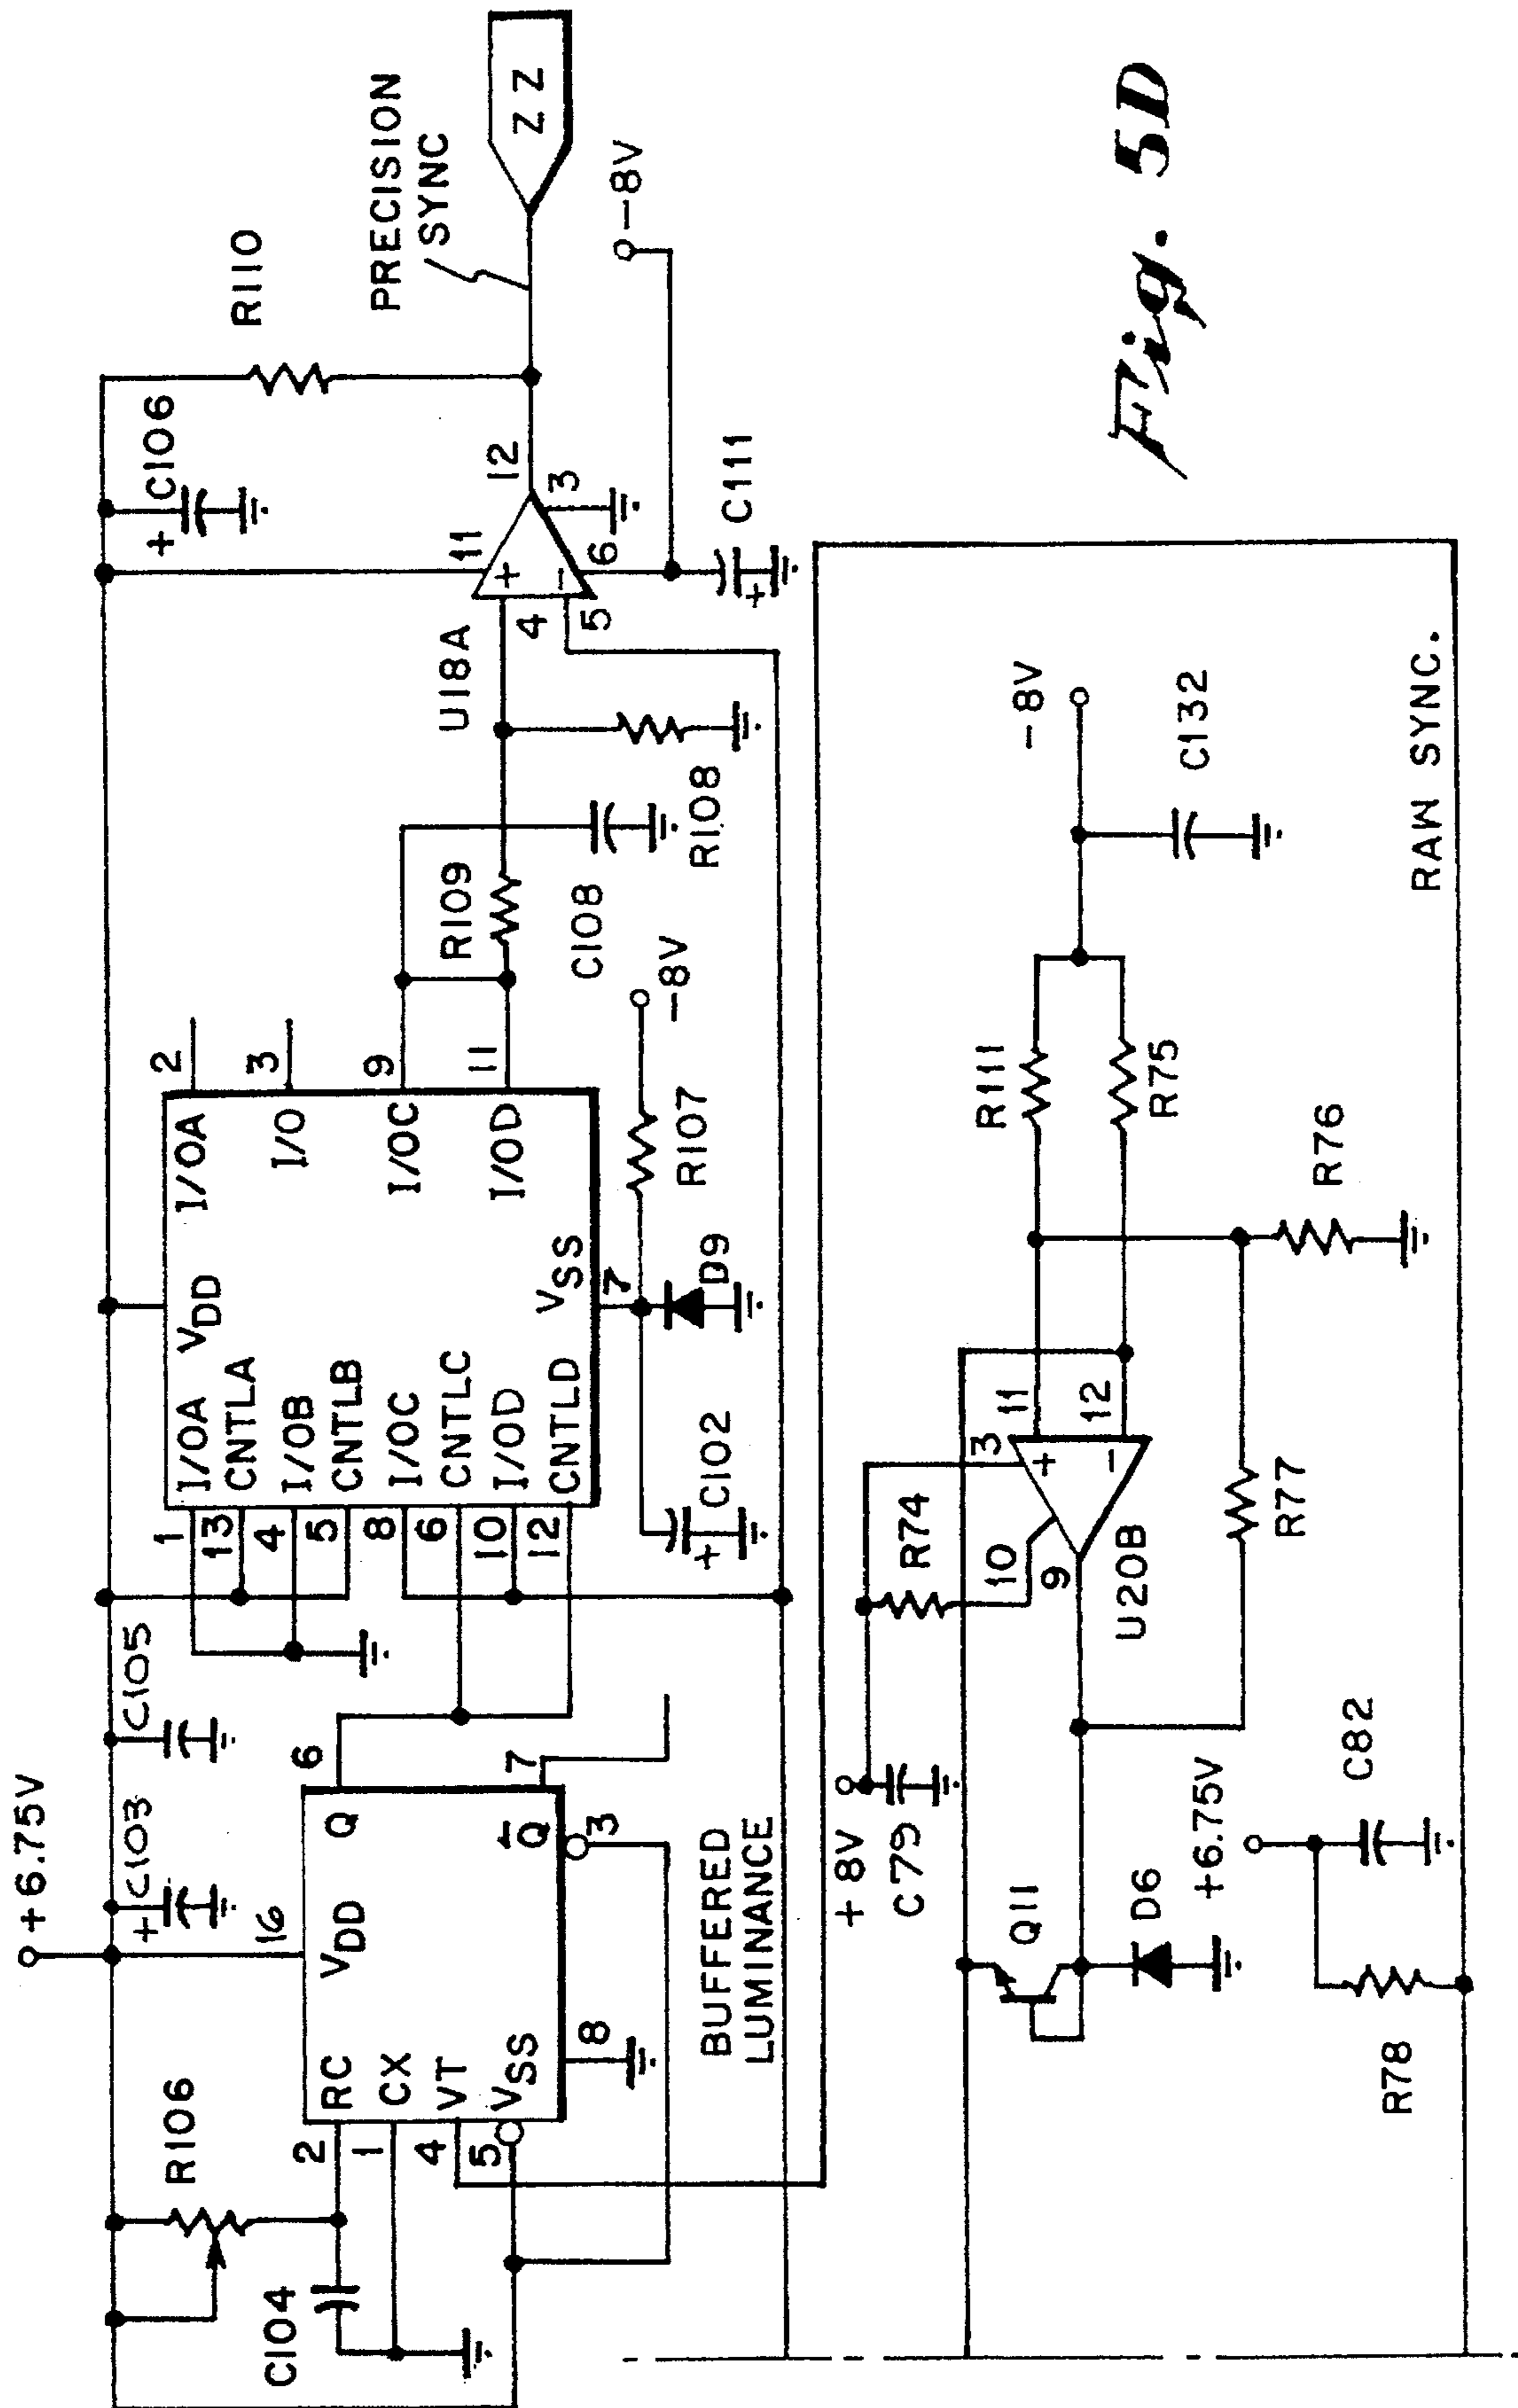 +6.75V
R106
C104
C103
+
C105
16
2
1
4
5
8
RC
CX
VT
VSS
VDD
Q
Q
6
7
3
BUFFERED
LUMINANCE
1
13
4
5
8
6
10
12
I/OA
CNTLA
I/OB
CNTLB
I/OC
CNTLC
I/OD
CNTLD
VDD
VSS
7
I/OA
I/O
I/OC
I/OD
2
3
9
11
C102
+
D9
R107
-8V
R109
C108
R108
U18A
4
5
+
-
11
6
3
12
C106
+
R110
C111
+
-8V
PRECISION
SYNC
ZZ
+8V
C79
R74
3
10
9
11
12
+
-
U20B
Q11
D6
+6.75V
C82
R78
R77
R76
R111
R75
-8V
C132
RAW SYNC.
Fig. 5D